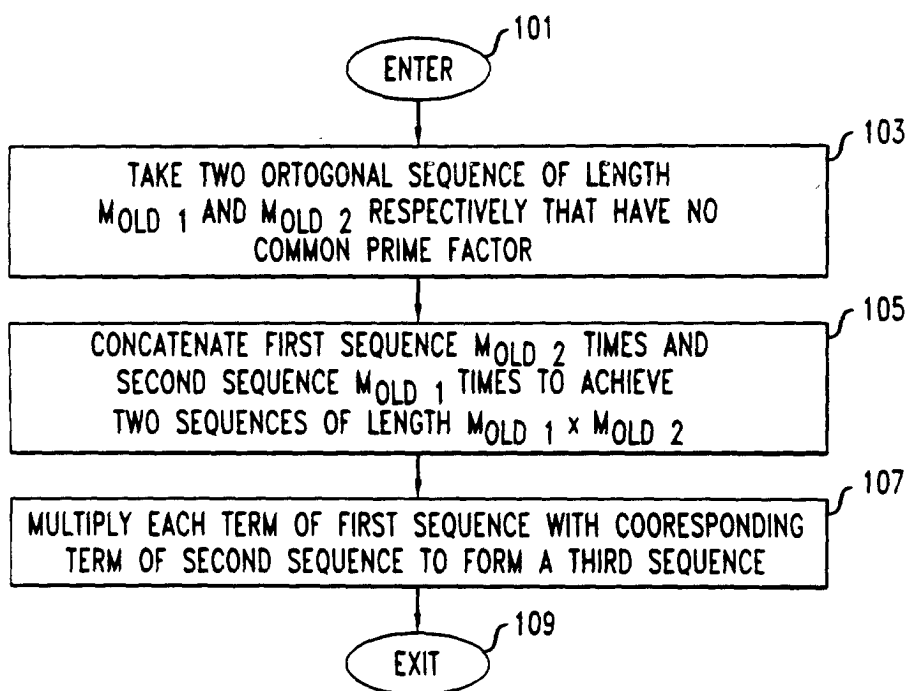 101
ENTER
103
TAKE TWO ORTOGONAL SEQUENCE OF LENGTH
MOLD 1 AND MOLD 2 RESPECTIVELY THAT HAVE NO
COMMON PRIME FACTOR
105
CONCATENATE FIRST SEQUENCE MOLD 2 TIMES AND
SECOND SEQUENCE MOLD 1 TIMES TO ACHIEVE
TWO SEQUENCES OF LENGTH MOLD 1 x MOLD 2
107
MULTIPLY EACH TERM OF FIRST SEQUENCE WITH COORESPONDING
TERM OF SECOND SEQUENCE TO FORM A THIRD SEQUENCE
109
EXIT